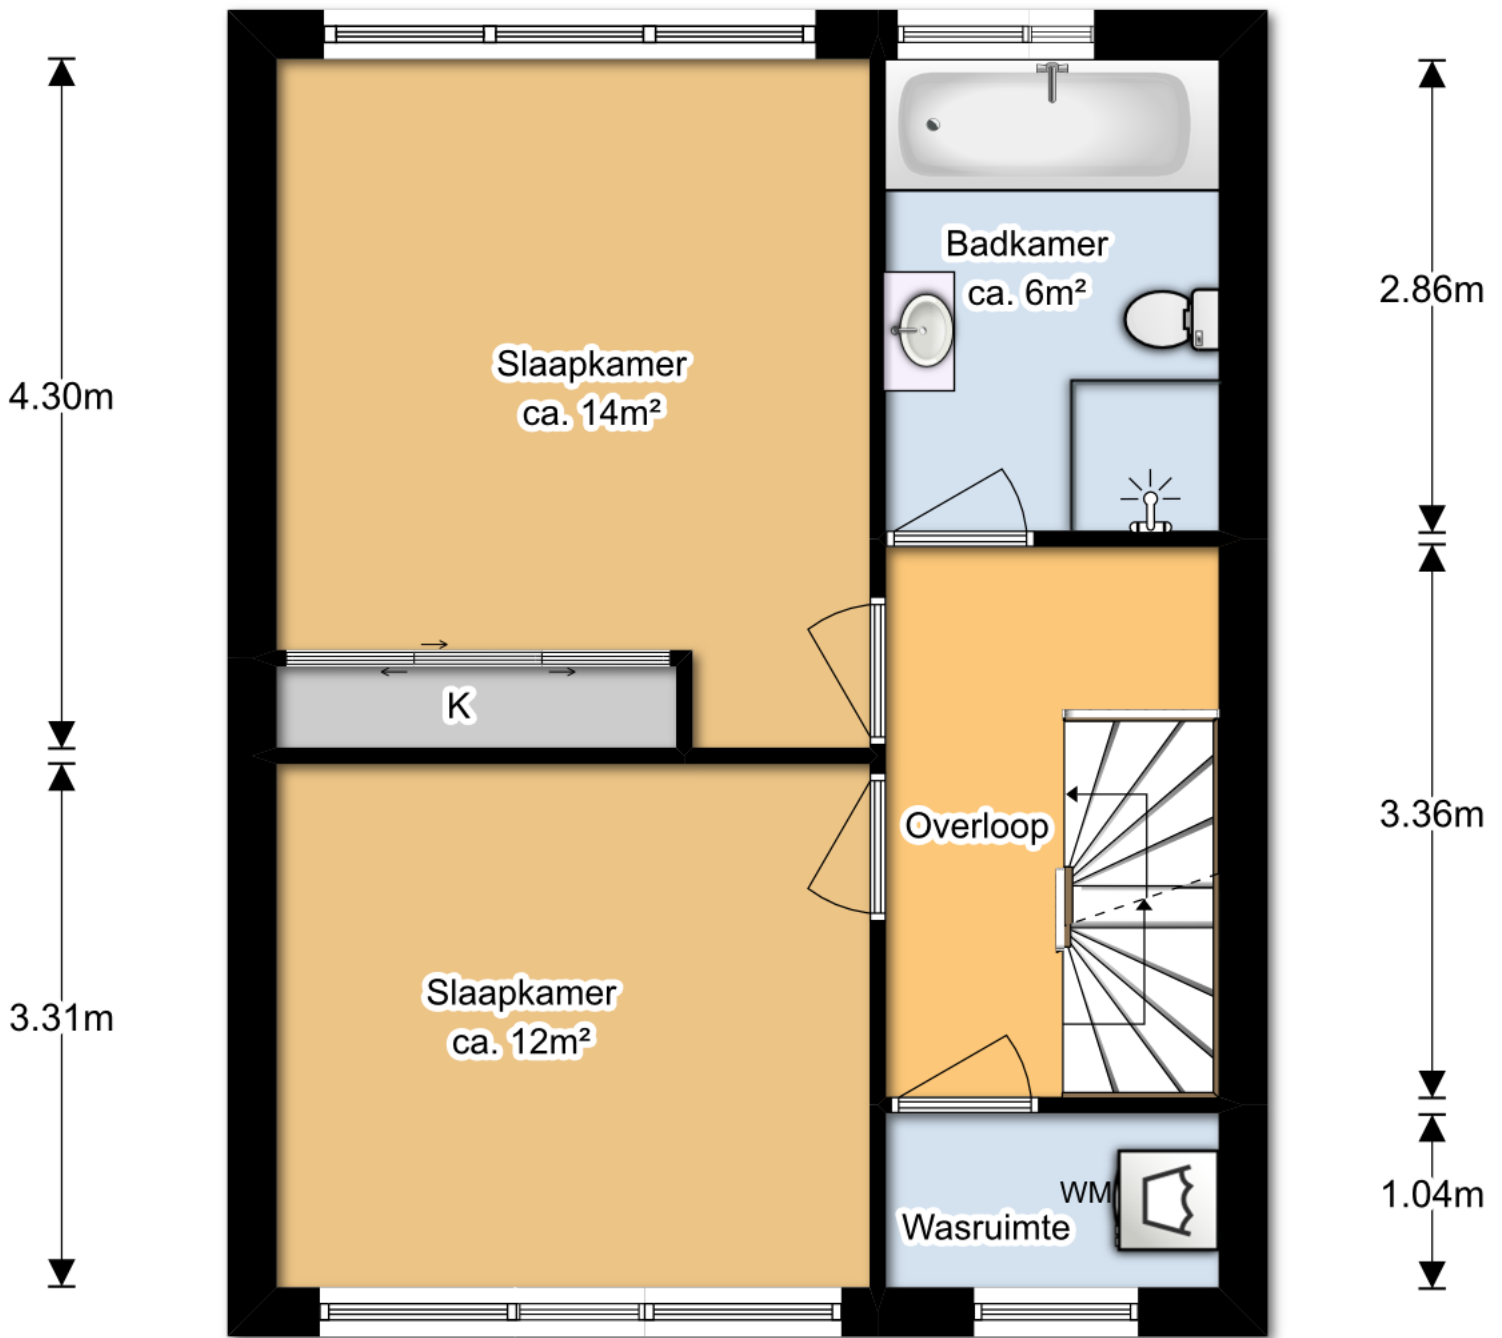 Badkamer
ca. 6m²
2.86m
Slaapkamer
ca. 14m²
4.30m
K
3.36m
Overloop
Slaapkamer
ca. 12m²
3.31m
WM
1.04m
Wasruimte